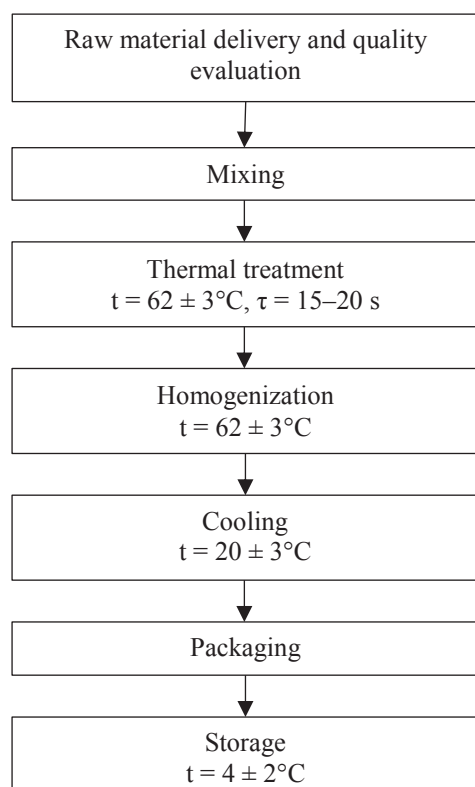 Raw material delivery and quality
evaluation
Mixing
Thermal treatment
t = 62 ± 3°C, τ = 15–20 s
Homogenization
t = 62 ± 3°C
Cooling
t = 20 ± 3°C
Packaging
Storage
t = 4 ± 2°C